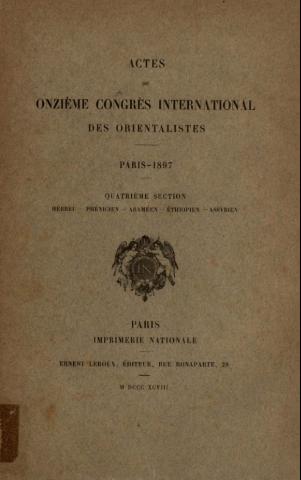 ACTES
DU
ONZIÈME CONGRÈS INTERNATIONAL
DES ORIENTALISTES
PARIS-1897
QUATRIÈME SECTION
HÉBREU – PHÉNICIEN – ARAMÉEN – ÉTHIOPIEN – ASSYRIEN
PARIS
IMPRIMERIE NATIONALE
ERNEST LEROUX, ÉDITEUR, RUE BONAPARTE, 28
M DCCC XCVIII